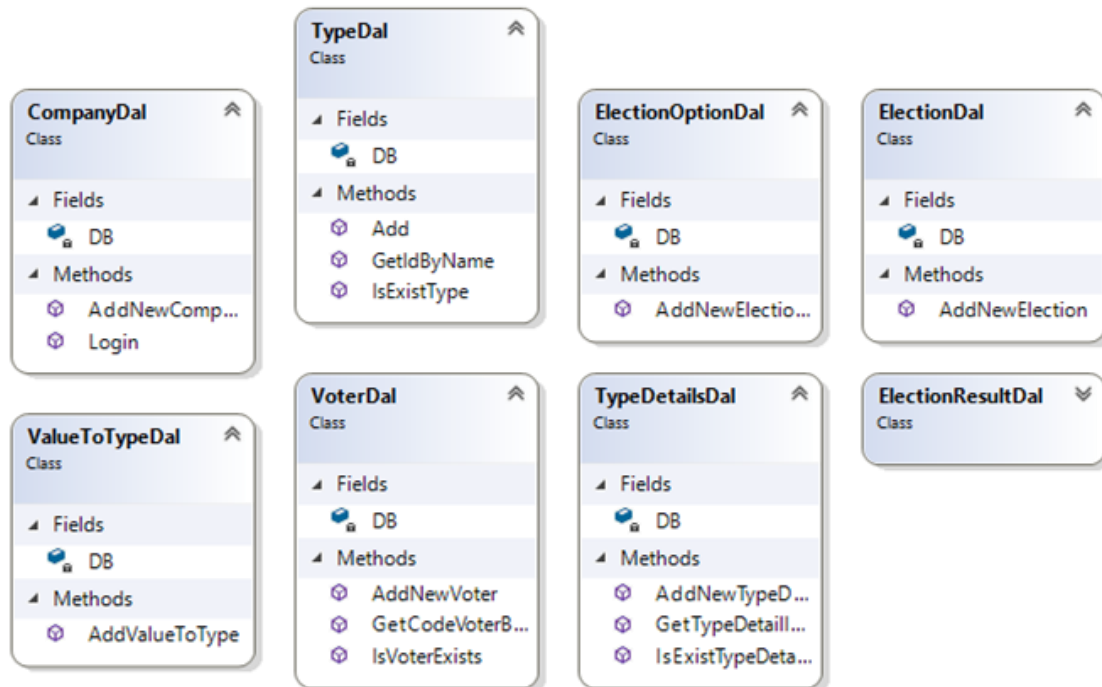 CompanyDal
Class
Fields
DB
Methods
AddNewComp...
Login
ValueToTypeDal
Class
Fields
DB
Methods
AddValueToType
TypeDal
Class
Fields
DB
Methods
Add
GetIdByName
IsExistType
VoterDal
Class
Fields
DB
Methods
AddNewVoter
GetCodeVoterB...
IsVoterExists
ElectionOptionDal
Class
Fields
DB
Methods
AddNewElectio...
TypeDetailsDal
Class
Fields
DB
Methods
AddNewTypeD...
GetTypeDetailI...
IsExistTypeDeta...
ElectionDal
Class
Fields
DB
Methods
AddNewElection
ElectionResultDal
Class